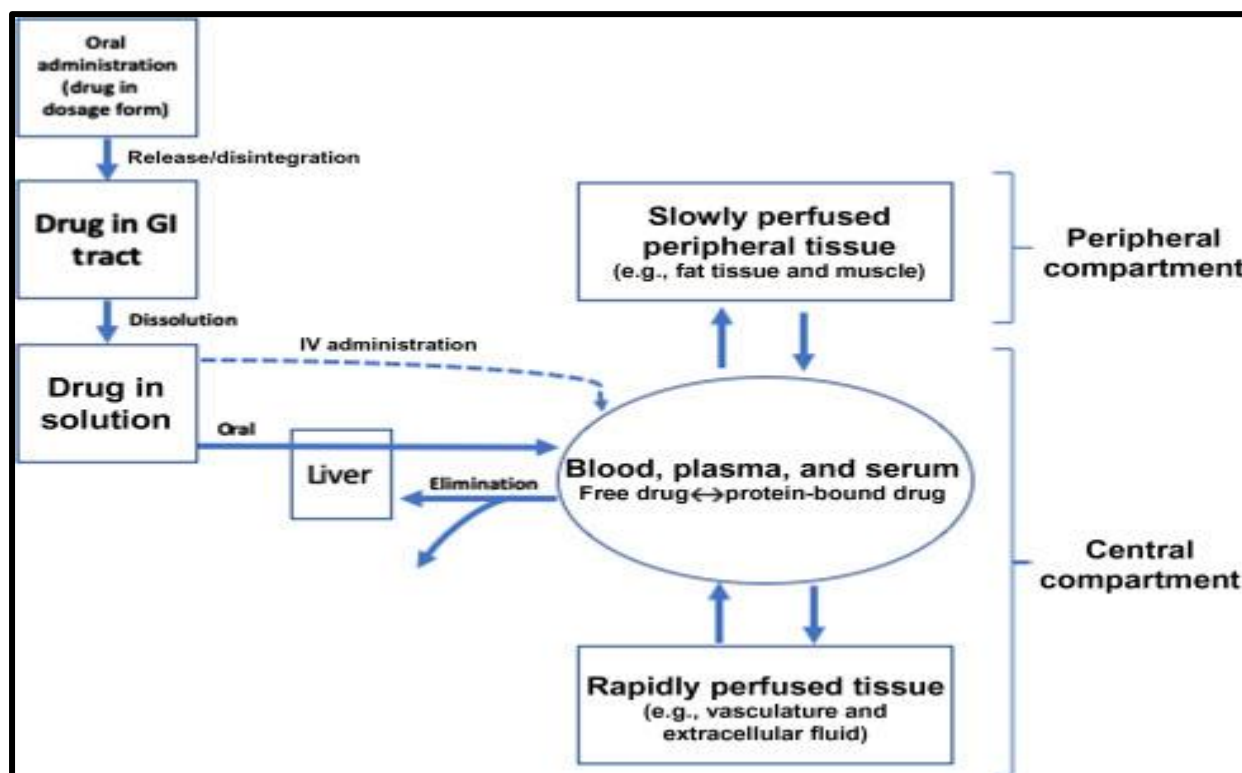 Oral
administration
(drug in
dosage form)
Release/disintegration
Drug in GI
tract
Dissolution
Drug in
solution
IV administration
Oral
Liver
Elimination
Slowly perfused
peripheral tissue
(e.g., fat tissue and muscle)
Peripheral
compartment
Blood, plasma, and serum
Free drug↔protein-bound drug
Central
compartment
Rapidly perfused tissue
(e.g., vasculature and
extracellular fluid)